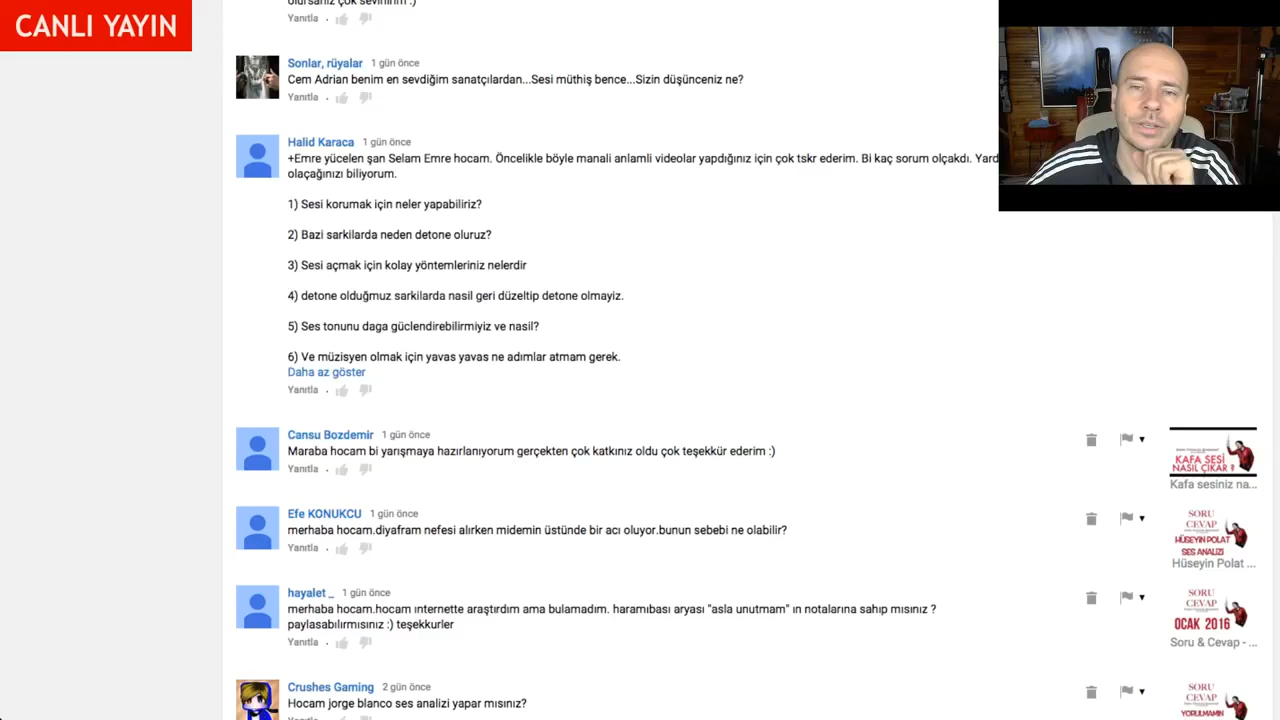 CANLI YAYIN
olursanız çok sevinirim :)
Yanıtla
Sonlar, rüyalar 1 gün önce
Cem Adrian benim en sevdiğim sanatçılardan...Sesi müthiş bence...Sizin düşünceniz ne?
Yanıtla
Halid Karaca 1 gün önce
+Emre yücelen şan Selam Emre hocam. Öncelikle böyle manali anlamli videolar yapdığınız için çok tskr ederim. Bi kaç sorum olçakdı. Yard
olaçağınızı biliyorum.
1) Sesi korumak için neler yapabiliriz?
2) Bazi sarkilarda neden detone oluruz?
3) Sesi açmak için kolay yöntemleriniz nelerdir
4) detone olduğmuz sarkilarda nasil geri düzeltip detone olmayiz.
5) Ses tonunu daga güclendirebilirmiyiz ve nasil?
6) Ve müzisyen olmak için yavas yavas ne adımlar atmam gerek.
Daha az göster
Yanıtla
Cansu Bozdemir 1 gün önce
Maraba hocam bi yarışmaya hazırlanıyorum gerçekten çok katkınız oldu çok teşekkür ederim :)
Yanıtla
KAFA SESİ
NASIL ÇIKAR ?
Kafa sesiniz na...
Efe KONUKCU 1 gün önce
merhaba hocam.diyafram nefesi alırken midemin üstünde bir acı oluyor.bunun sebebi ne olabilir?
Yanıtla
SORU
CEVAP
HÜSEYİN POLAT
SES ANALİZİ
Hüseyin Polat ...
hayalet _ 1 gün önce
merhaba hocam.hocam ınternette araştırdım ama bulamadım. haramıbası aryası "asla unutmam" ın notalarına sahıp mısınız ?
paylasabılırmısınız :) teşekkurler
Yanıtla
SORU
CEVAP
OCAK 2016
Soru & Cevap - ...
Crushes Gaming 2 gün önce
Hocam jorge blanco ses analizi yapar mısınız?
Yanıtla
SORU
CEVAP
YORULMAMIN